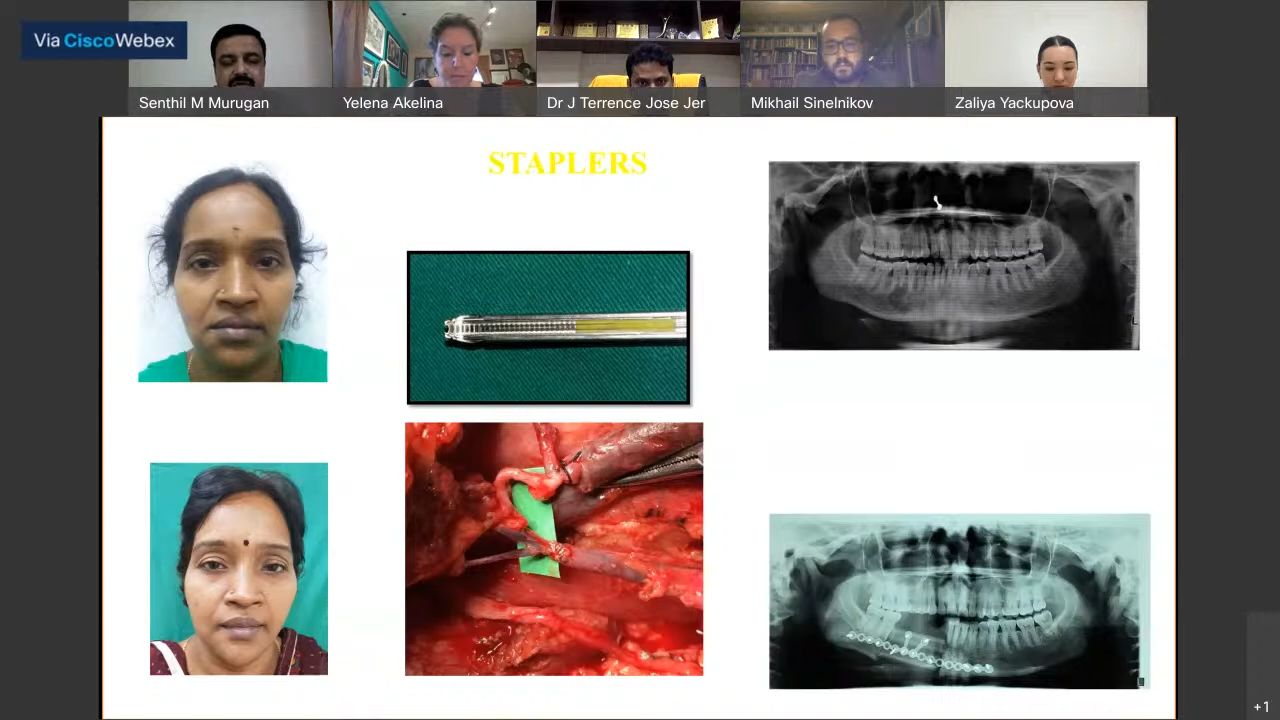 Via Cisco Webex
Senthil M Murugan
Yelena Akelina
Dr J Terrence Jose Jer
Mikhail Sinelnikov
Zaliya Yackupova
STAPLERS
L
+1